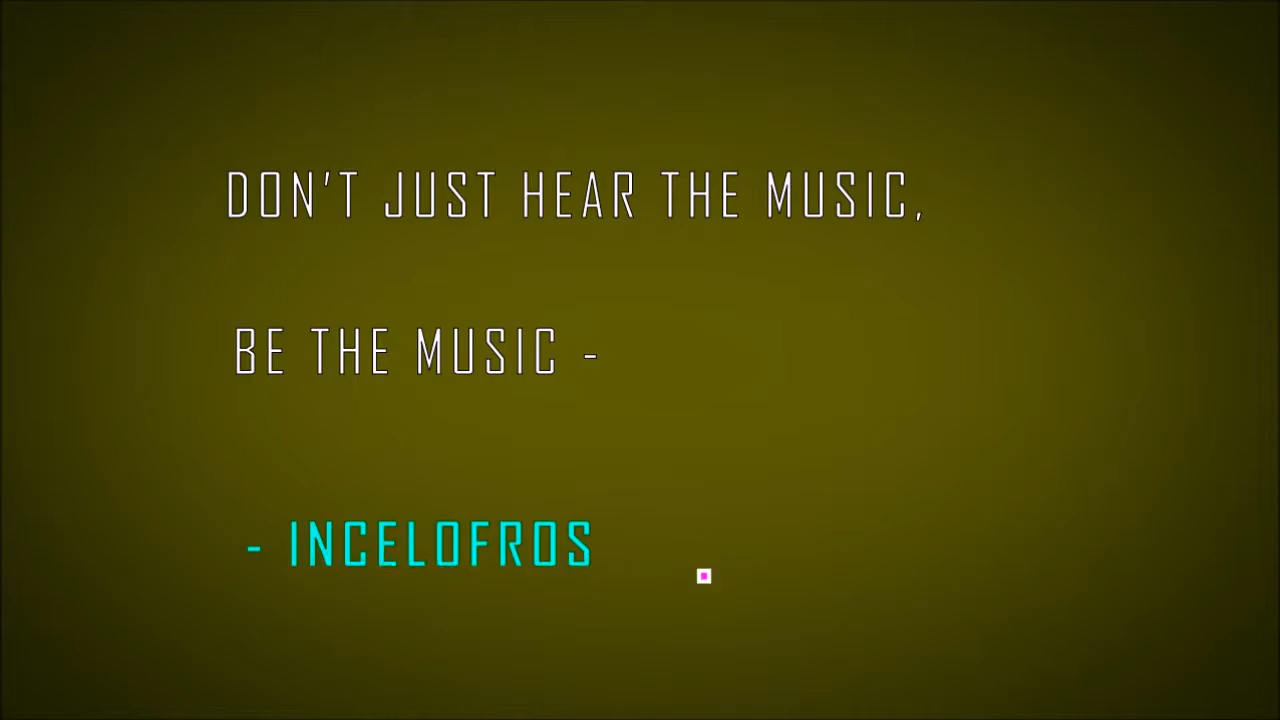 DON'T JUST HEAR THE MUSIC,
BE THE MUSIC -
- INCELOFROS